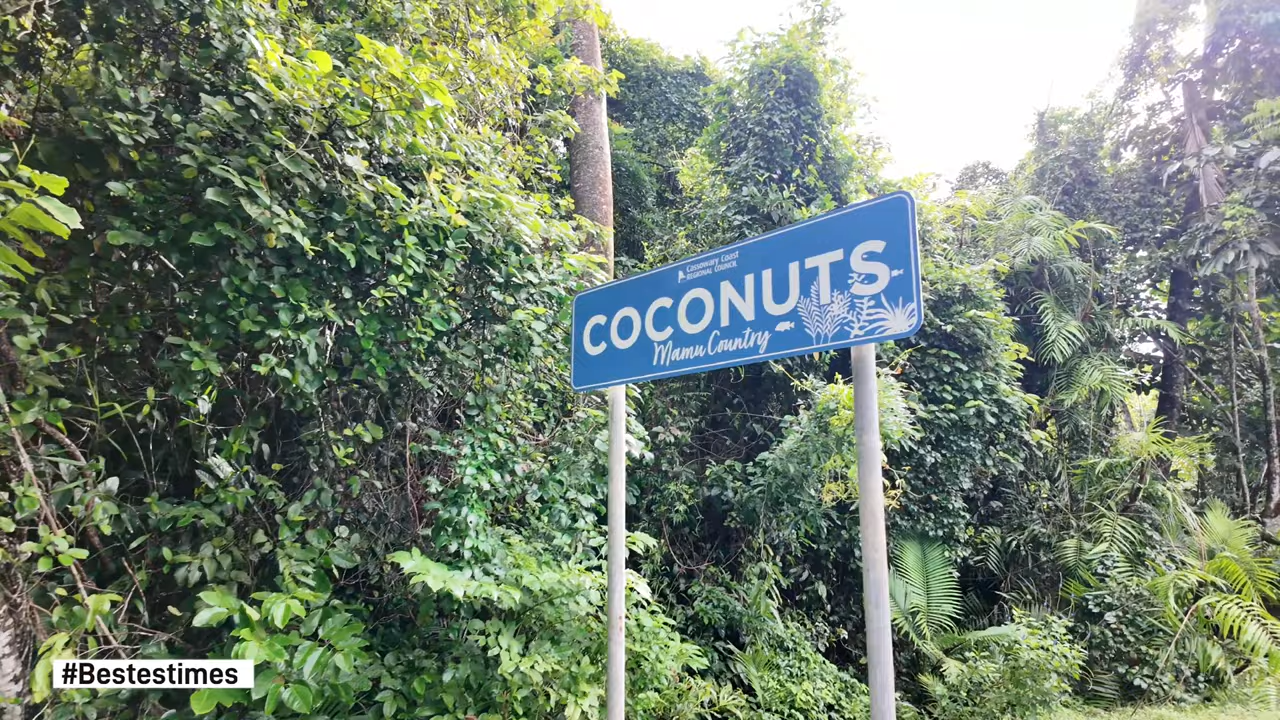 Cassowary Coast
REGIONAL COUNCIL
COCONUTS
Mamu Country
#Bestestimes